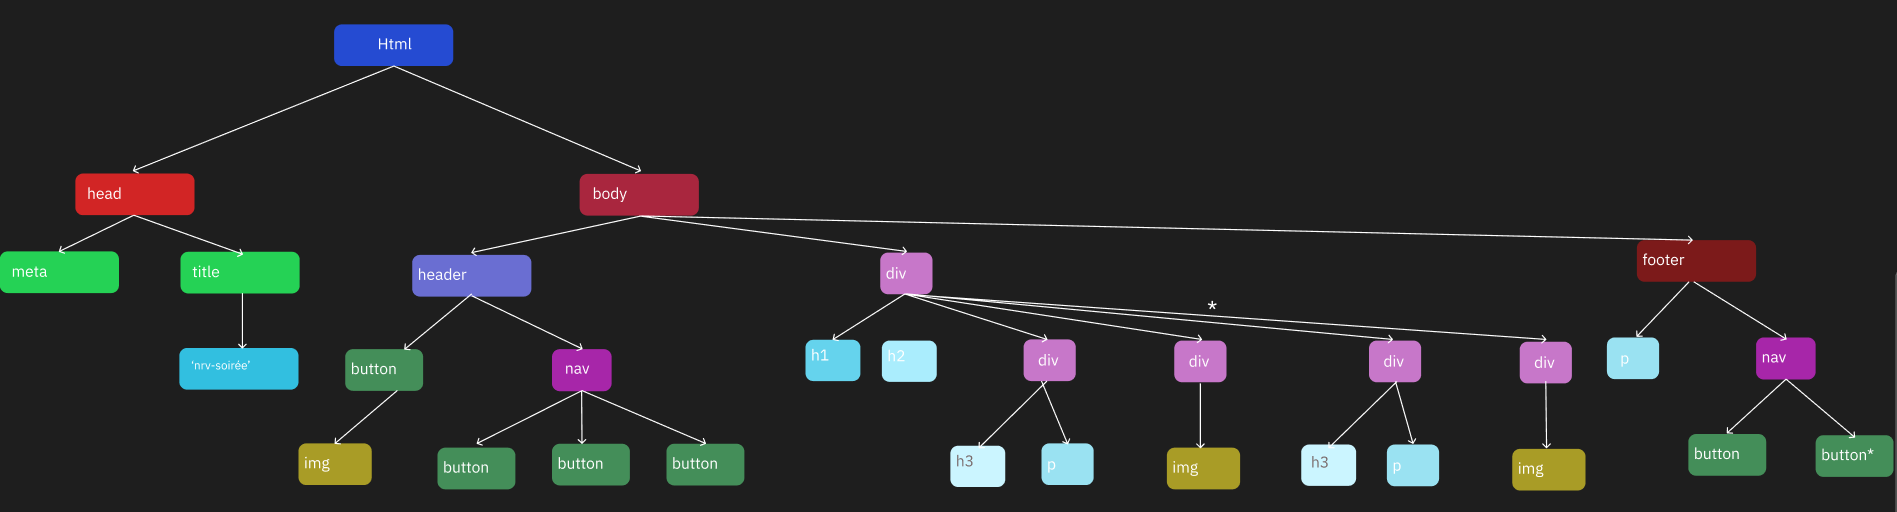 Html
head
body
meta
title
header
div
footer
*
'nrv-soirée'
button
nav
h1
h2
div
div
div
div
p
nav
img
button
button
button
h3
p
img
h3
p
img
button
button*